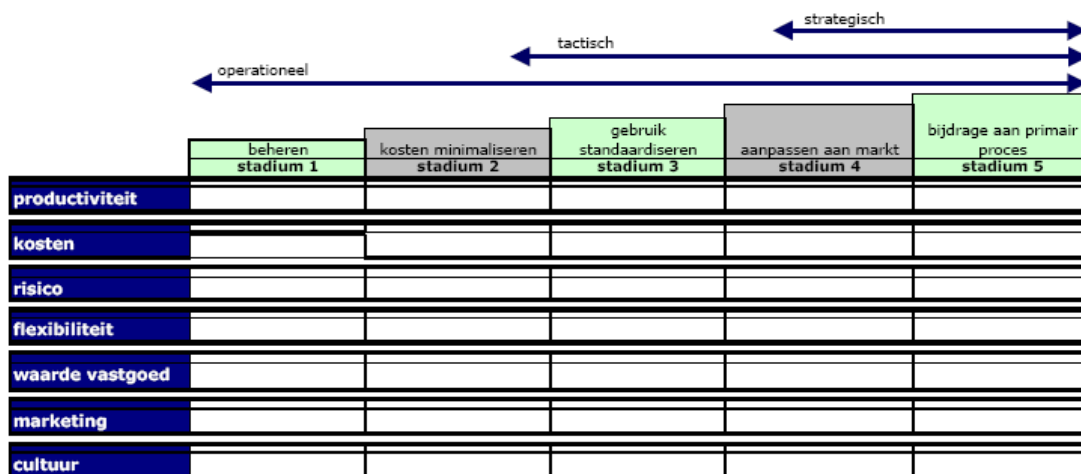 strategisch
tactisch
operationeel
beheren
stadium 1
kosten minimaliseren
stadium 2
gebruik
standaardiseren
stadium 3
aanpassen aan markt
stadium 4
bijdrage aan primair
proces
stadium 5
productiviteit
kosten
risico
flexibiliteit
waarde vastgoed
marketing
cultuur